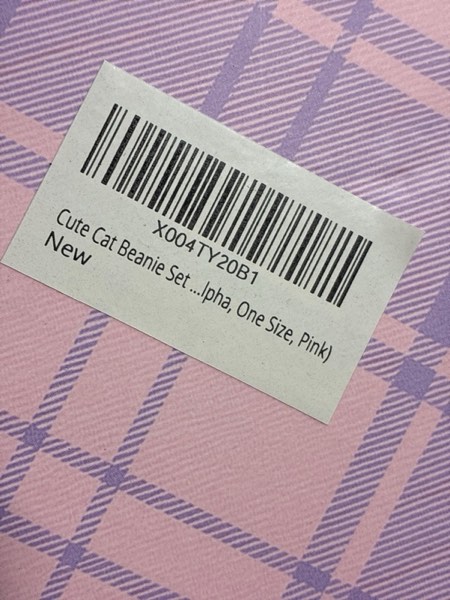 X004TY20B1
Cute Cat Beanie Set ...lpha, One Size, Pink)
New